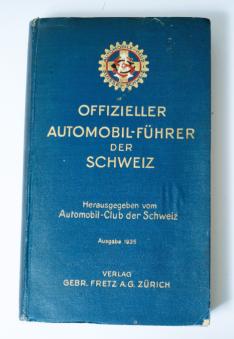 OFFIZIELLER
AUTOMOBIL-FÜHRER
DER
SCHWEIZ
Herausgegeben vom
Automobil-Club der Schweiz
Ausgabe 1935
VERLAG
GEBR. FRETZ A.G. ZÜRICH